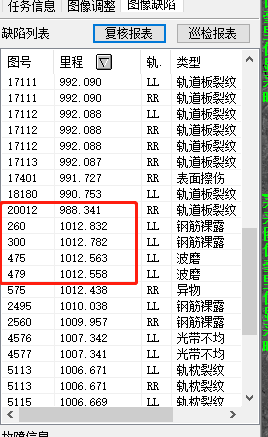 任务信息 图像调整 图像缺陷
缺陷列表 复核报表 巡检报表
图号 里程 轨. 类型
17111 992.090 LL 轨道板裂纹
17111 992.090 RR 轨道板裂纹
17112 992.088 LL 轨道板裂纹
17112 992.088 LL 轨道板裂纹
17112 992.088 RR 轨道板裂纹
17113 992.087 RR 轨道板裂纹
17401 991.727 RR 表面擦伤
18180 990.753 LL 轨道板裂纹
20012 988.341 RR 轨道板裂纹
260 1012.832 LL 钢筋裸露
300 1012.782 LL 钢筋裸露
475 1012.563 LL 波磨
479 1012.558 LL 波磨
575 1012.438 RR 异物
2495 1010.038 LL 钢筋裸露
2560 1009.957 RR 钢筋裸露
4576 1007.342 LL 光带不均
4577 1007.341 LL 光带不均
5113 1006.671 LL 轨枕裂纹
5113 1006.671 RR 轨枕裂纹
5115 1006.669 LL 轨枕裂纹
故障信息